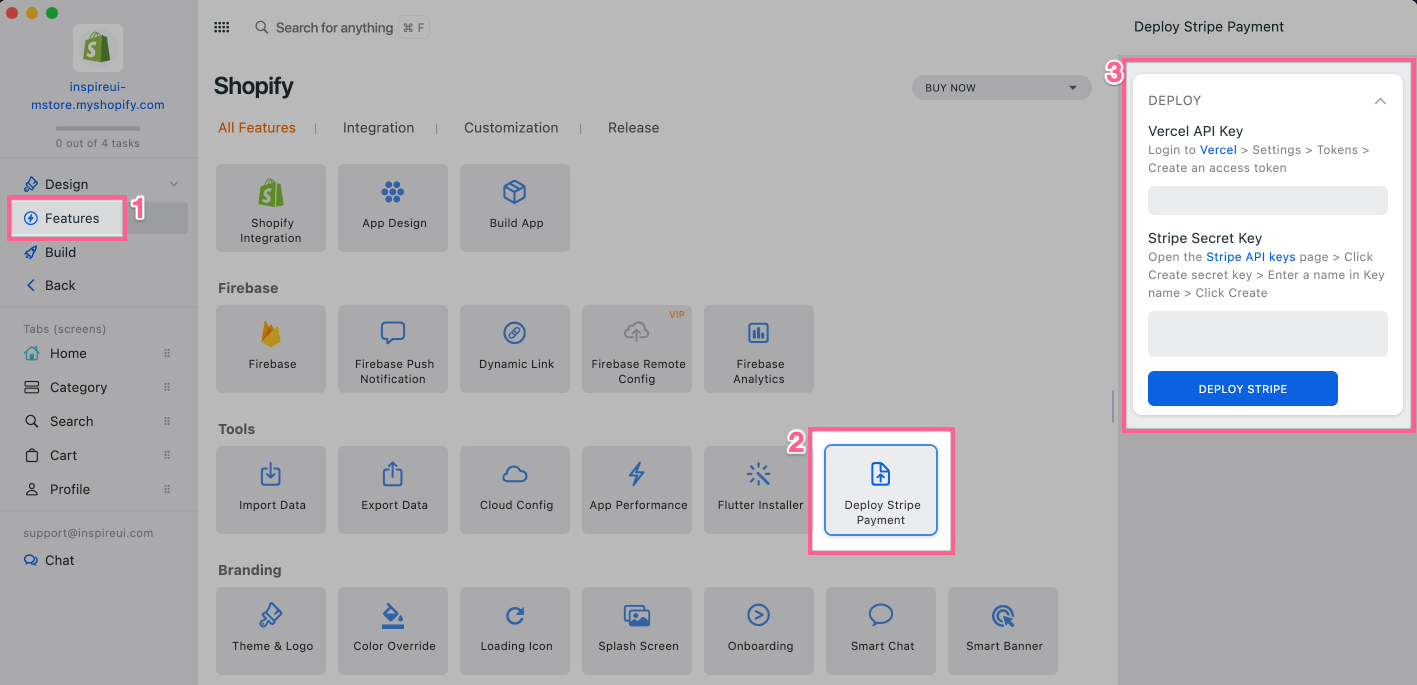 inspireui-
mstore.myshopify.com
0 out of 4 tasks
Design
Features
1
Build
Back
Tabs (screens)
Home
Category
Search
Cart
Profile
support@inspireui.com
Chat
Search for anything ⌘ F
Shopify
BUY NOW
All Features | Integration | Customization | Release
Shopify
Integration
App Design
Build App
Firebase
Firebase
Firebase Push
Notification
Dynamic Link
VIP
Firebase Remote
Config
Firebase
Analytics
Tools
Import Data
Export Data
Cloud Config
App Performance
Flutter Installer
2
Deploy Stripe
Payment
Branding
Theme & Logo
Color Override
Loading Icon
Splash Screen
Onboarding
Smart Chat
Smart Banner
Deploy Stripe Payment
3
DEPLOY
Vercel API Key
Login to Vercel > Settings > Tokens >
Create an access token
Stripe Secret Key
Open the Stripe API keys page > Click
Create secret key > Enter a name in Key
name > Click Create
DEPLOY STRIPE